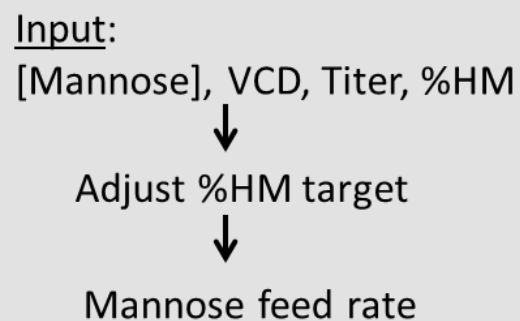 Input:
[Mannose], VCD, Titer, %HM
Adjust %HM target
Mannose feed rate